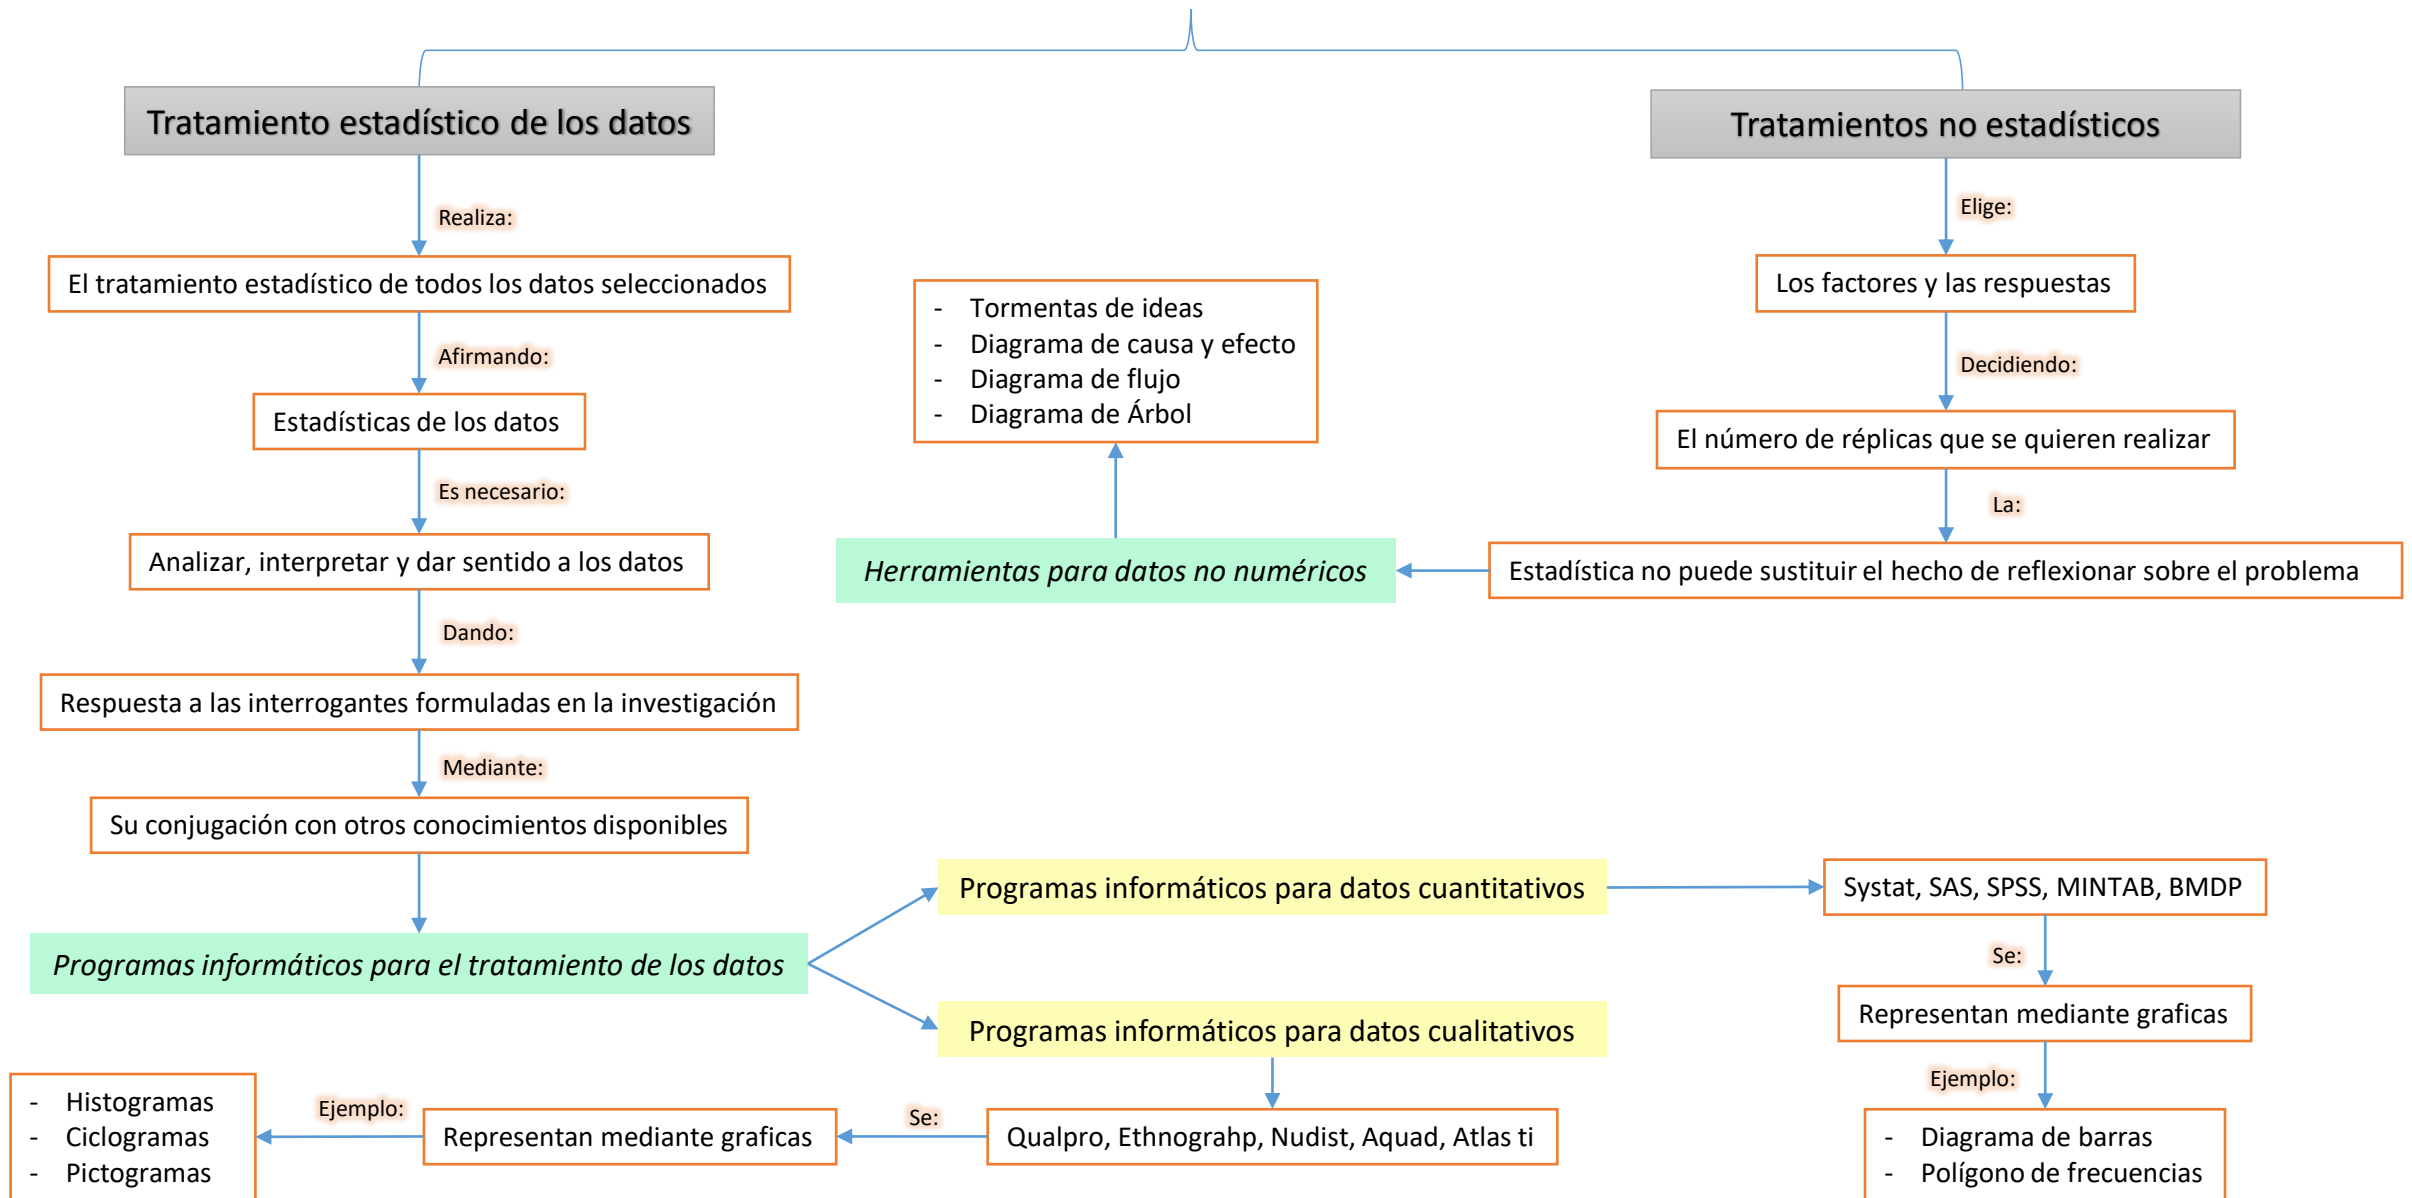 Tratamiento estadístico de los datos
Realiza:
El tratamiento estadístico de todos los datos seleccionados
Afirmando:
Estadísticas de los datos
Es necesario:
Analizar, interpretar y dar sentido a los datos
Dando:
Respuesta a las interrogantes formuladas en la investigación
Mediante:
Su conjugación con otros conocimientos disponibles
Programas informáticos para el tratamiento de los datos
Tratamientos no estadísticos
Elige:
Los factores y las respuestas
Decidiendo:
El número de réplicas que se quieren realizar
La:
Estadística no puede sustituir el hecho de reflexionar sobre el problema
Herramientas para datos no numéricos
- Tormentas de ideas
- Diagrama de causa y efecto
- Diagrama de flujo
- Diagrama de Árbol
Programas informáticos para datos cuantitativos
Systat, SAS, SPSS, MINTAB, BMDP
Se:
Representan mediante graficas
Ejemplo:
- Diagrama de barras
- Polígono de frecuencias
Programas informáticos para datos cualitativos
Qualpro, Ethnograhp, Nudist, Aquad, Atlas ti
Se:
Representan mediante graficas
Ejemplo:
- Histogramas
- Ciclogramas
- Pictogramas